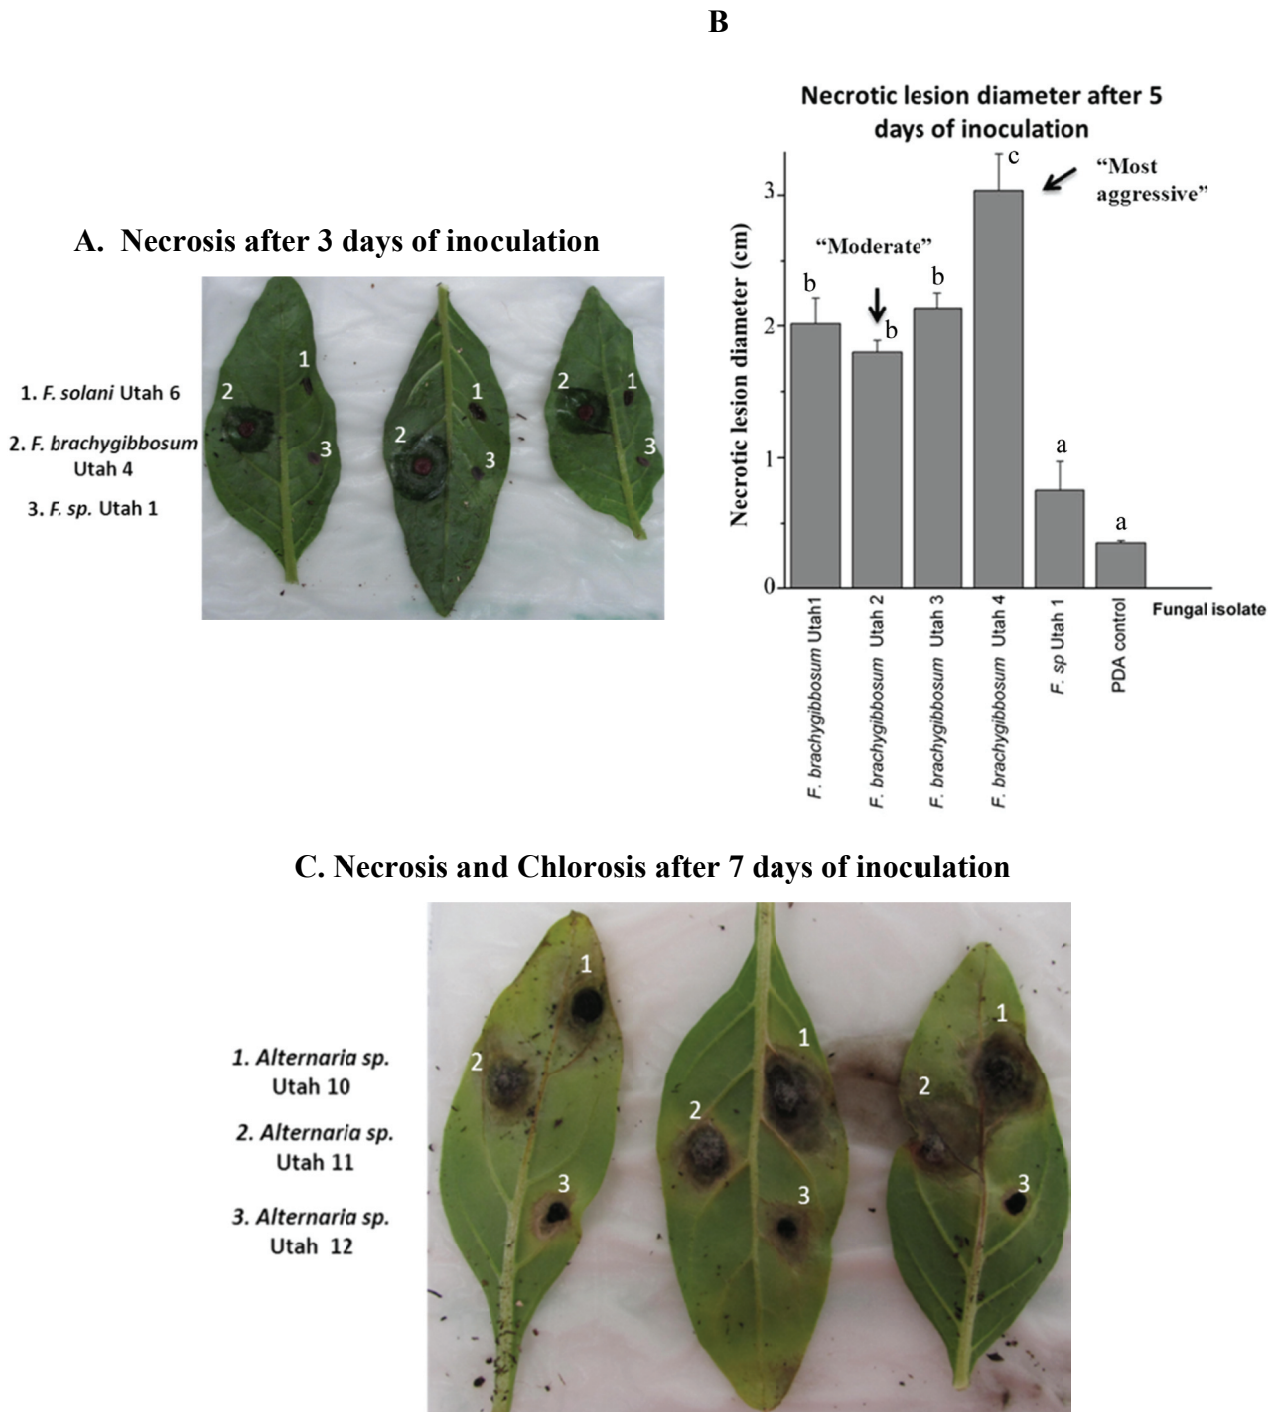 B
Necrotic lesion diameter after 5
days of inoculation
A. Necrosis after 3 days of inoculation
1. F. solani Utah 6
2. F. brachygibbosum
Utah 4
3. F. sp. Utah 1
1
2
3
1
2
3
2
1
3
Necrotic lesion diameter (cm)
3
2
1
0
b
“Moderate”
b
b
c
“Most
aggressive”
a
a
F. brachygibbosum Utah1
F. brachygibbosum Utah 2
F. brachygibbosum Utah 3
F. brachygibbosum Utah 4
F. sp Utah 1
PDA control
Fungal isolate
C. Necrosis and Chlorosis after 7 days of inoculation
1. Alternaria sp.
Utah 10
2. Alternaria sp.
Utah 11
3. Alternaria sp.
Utah 12
1
2
3
1
2
3
1
2
3